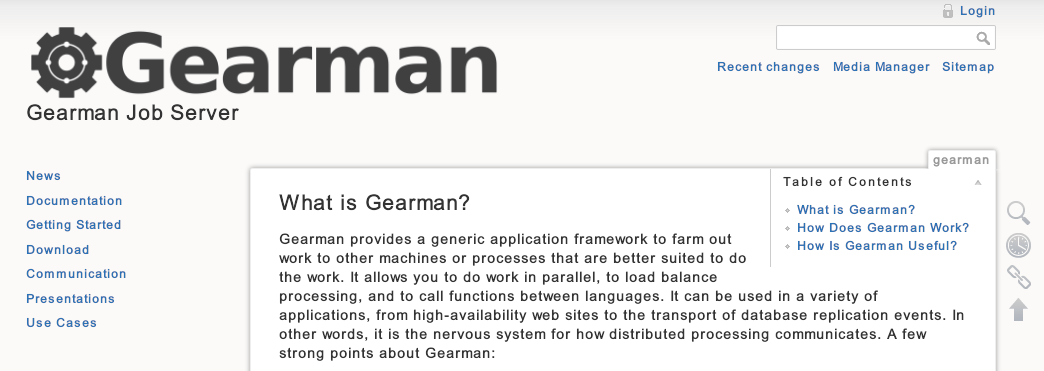 Login
Gearman
Gearman Job Server
Recent changes Media Manager Sitemap
gearman
News
Documentation
Getting Started
Download
Communication
Presentations
Use Cases
Table of Contents
What is Gearman?
How Does Gearman Work?
How Is Gearman Useful?
What is Gearman?
Gearman provides a generic application framework to farm out
work to other machines or processes that are better suited to do
the work. It allows you to do work in parallel, to load balance
processing, and to call functions between languages. It can be used in a variety of
applications, from high-availability web sites to the transport of database replication events. In
other words, it is the nervous system for how distributed processing communicates. A few
strong points about Gearman: